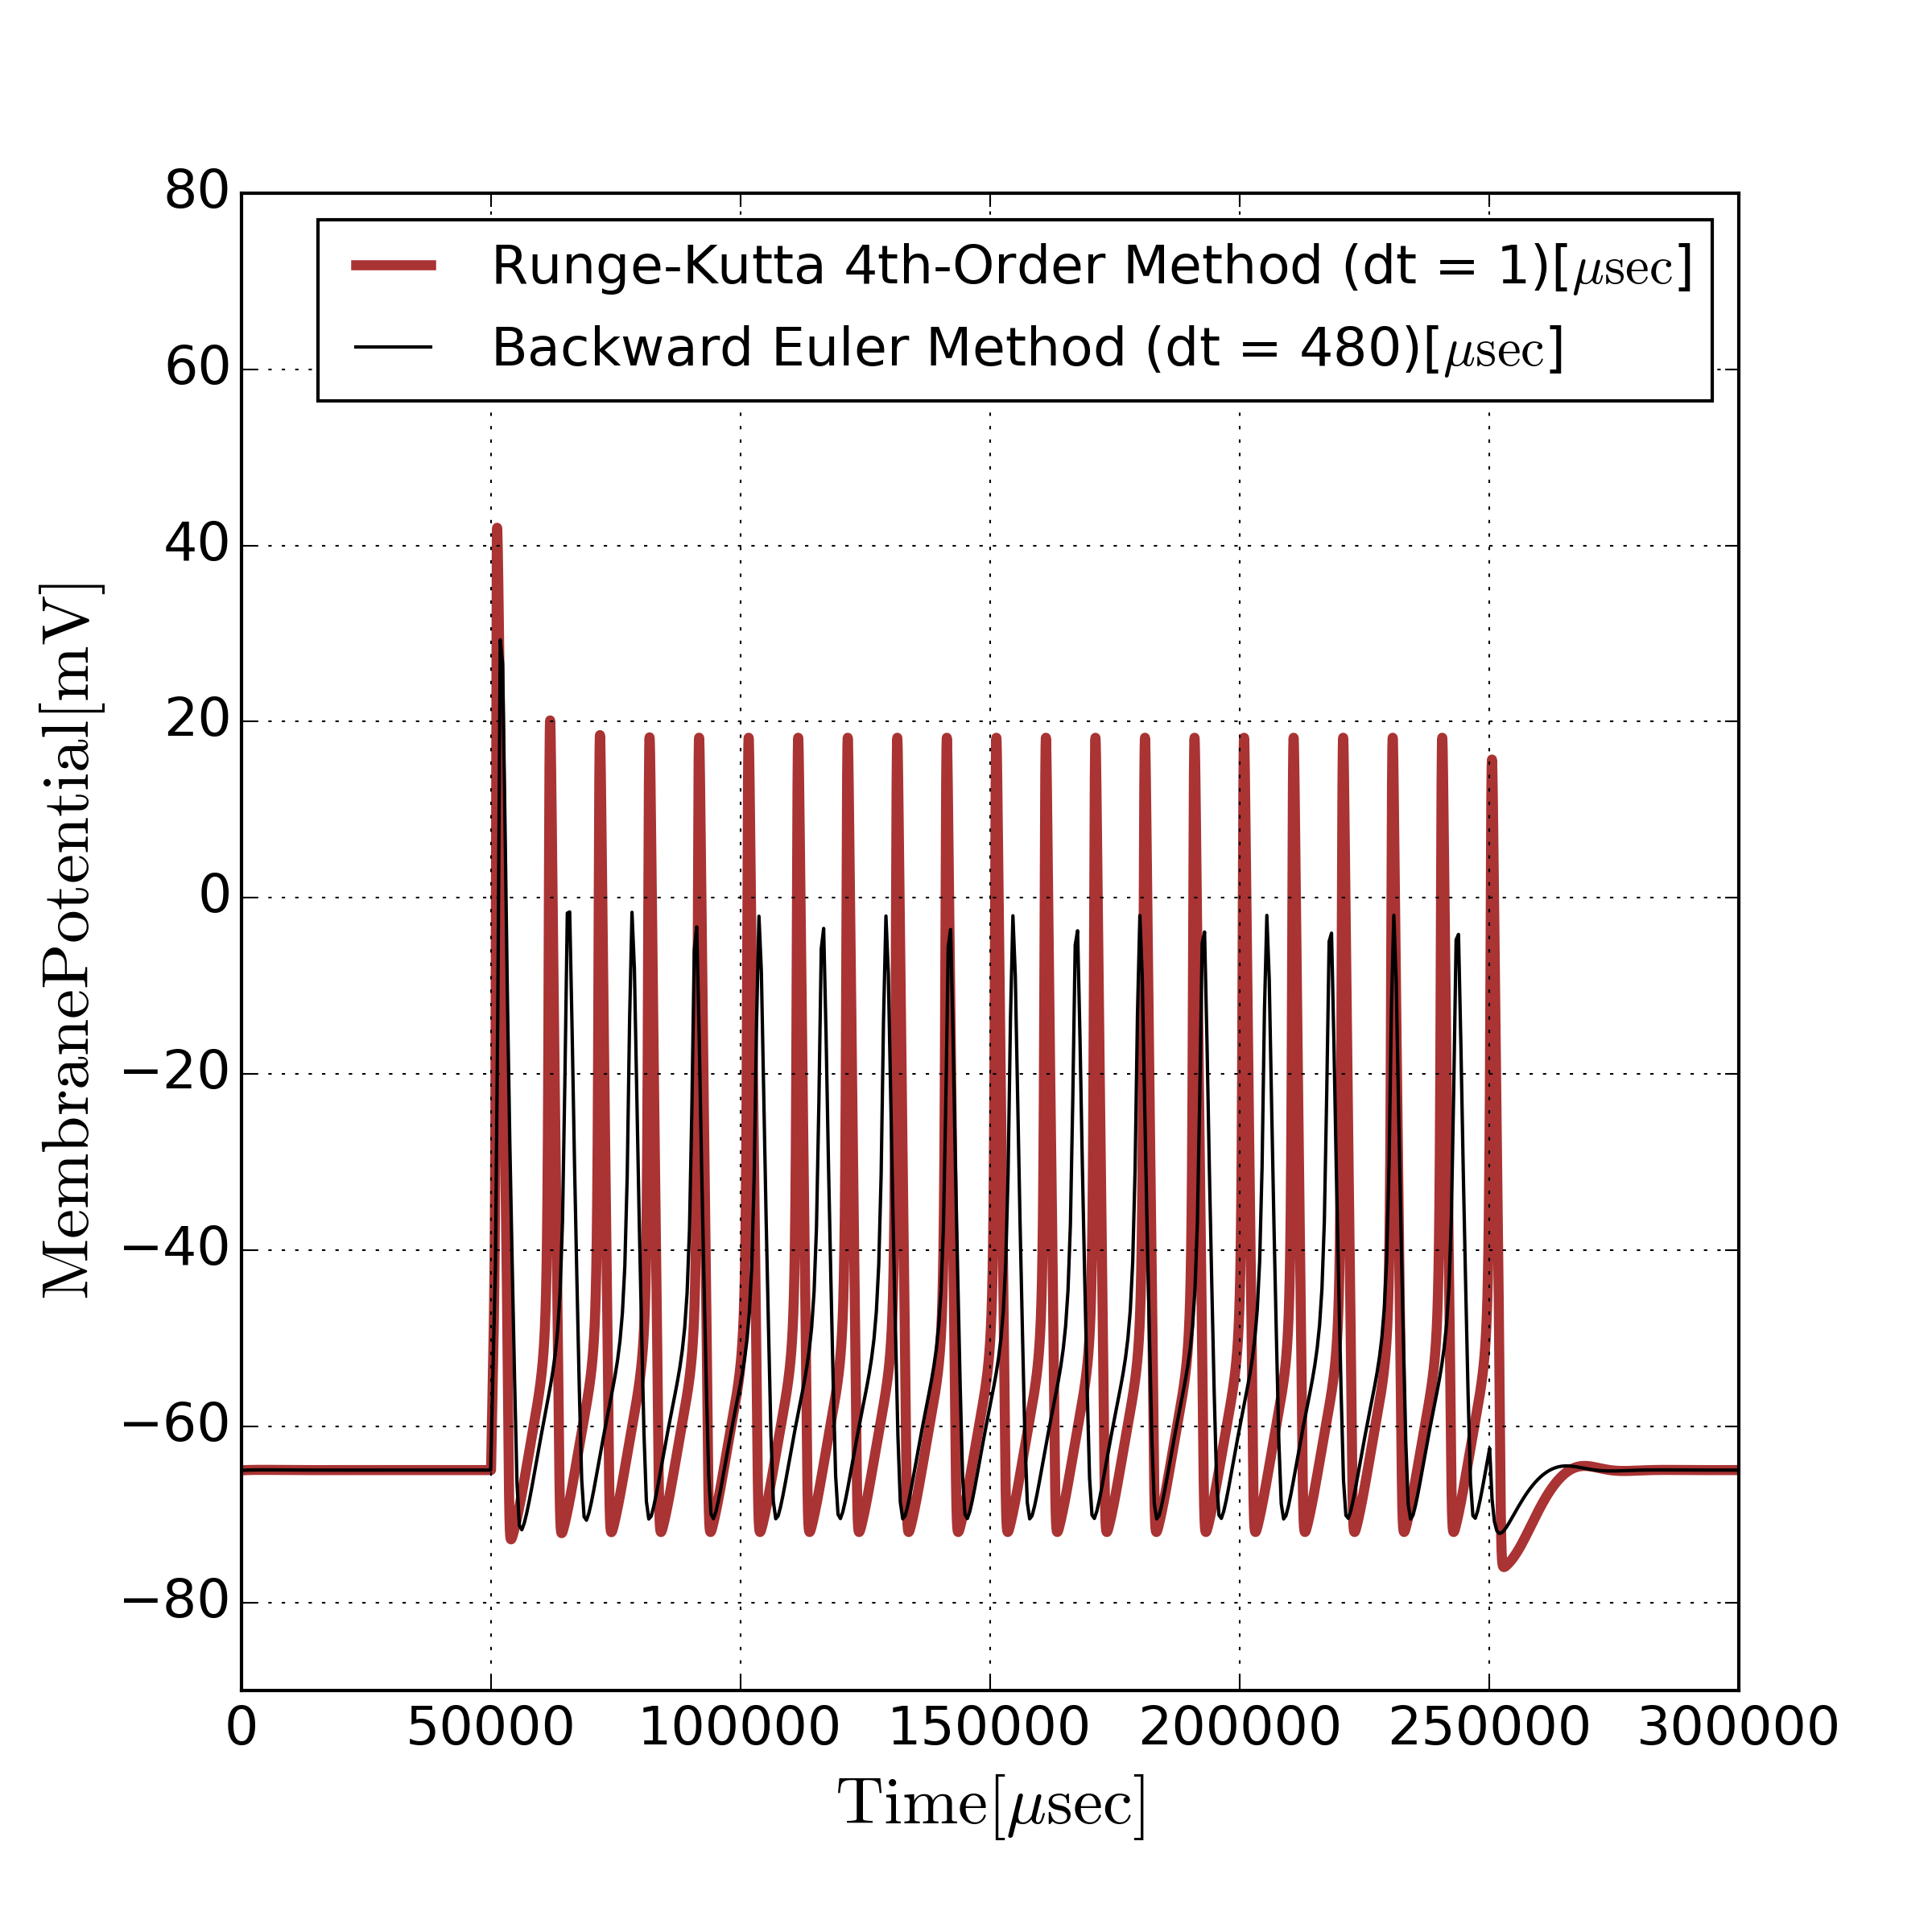 80
60
40
20
0
−20
−40
−60
−80
MembranePotential[mV]
Runge-Kutta 4th-Order Method (dt = 1)[μsec]
Backward Euler Method (dt = 480)[μsec]
0 50000 100000 150000 200000 250000 300000
Time[μsec]